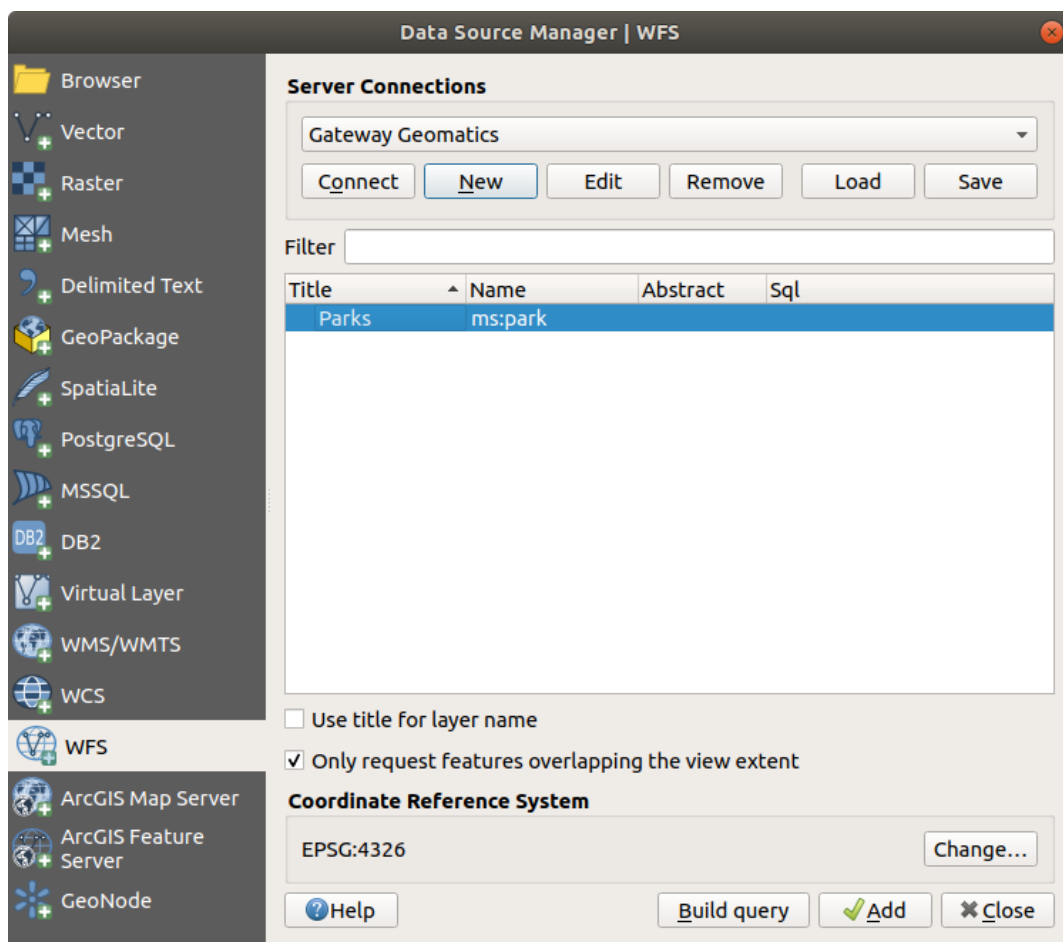 Data Source Manager | WFS
Browser
Vector
Raster
Mesh
Delimited Text
GeoPackage
SpatiaLite
PostgreSQL
MSSQL
DB2
DB2
Virtual Layer
WMS/WMTS
WCS
WFS
ArcGIS Map Server
ArcGIS Feature
Server
GeoNode
Server Connections
Gateway Geomatics
Connect New Edit Remove Load Save
Filter
Title Name Abstract Sql
Parks ms:park
Use title for layer name
Only request features overlapping the view extent
Coordinate Reference System
EPSG:4326 Change...
Help Build query Add Close